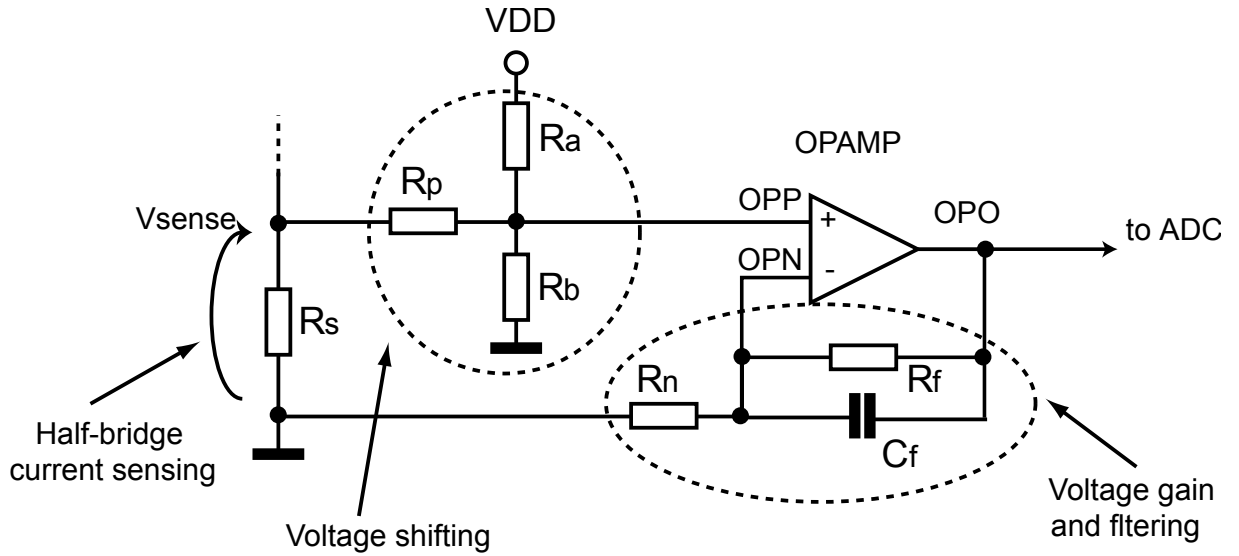 VDD
Ra
OPAMP
Rp
Vsense
OPP
+
OPO
to ADC
OPN
-
Rb
Rs
Rn
Rf
Cf
Half-bridge
current sensing
Voltage shifting
Voltage gain
and fltering